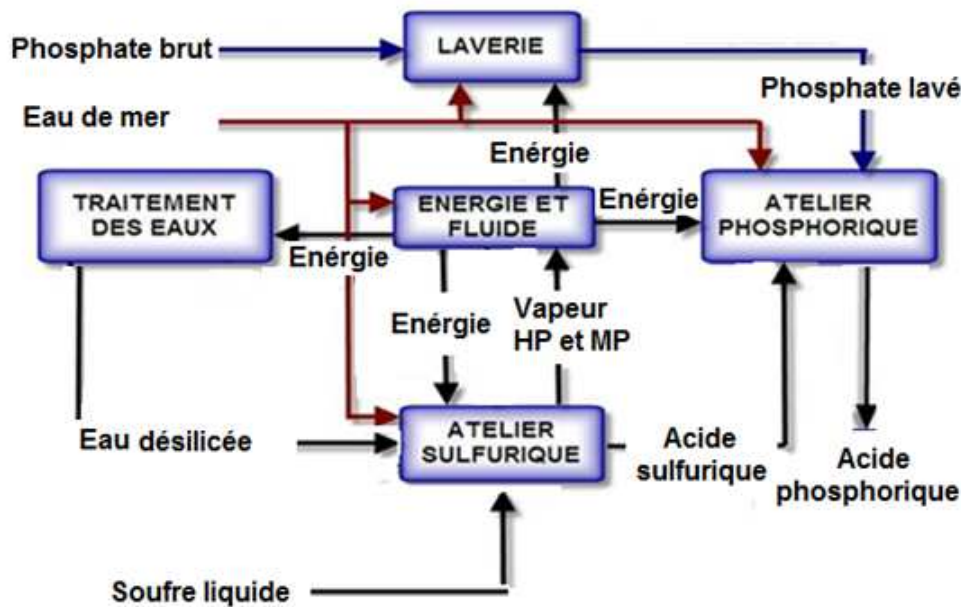 Phosphate brut
LAVERIE
Phosphate lavé
Eau de mer
Enérgie
TRAITEMENT
DES EAUX
ENERGIE ET
FLUIDE
Enérgie
ATELIER
PHOSPHORIQUE
Enérgie
Enérgie
Vapeur
HP et MP
Eau désilicée
ATELIER
SULFURIQUE
Acide
sulfurique
Acide
phosphorique
Soufre liquide